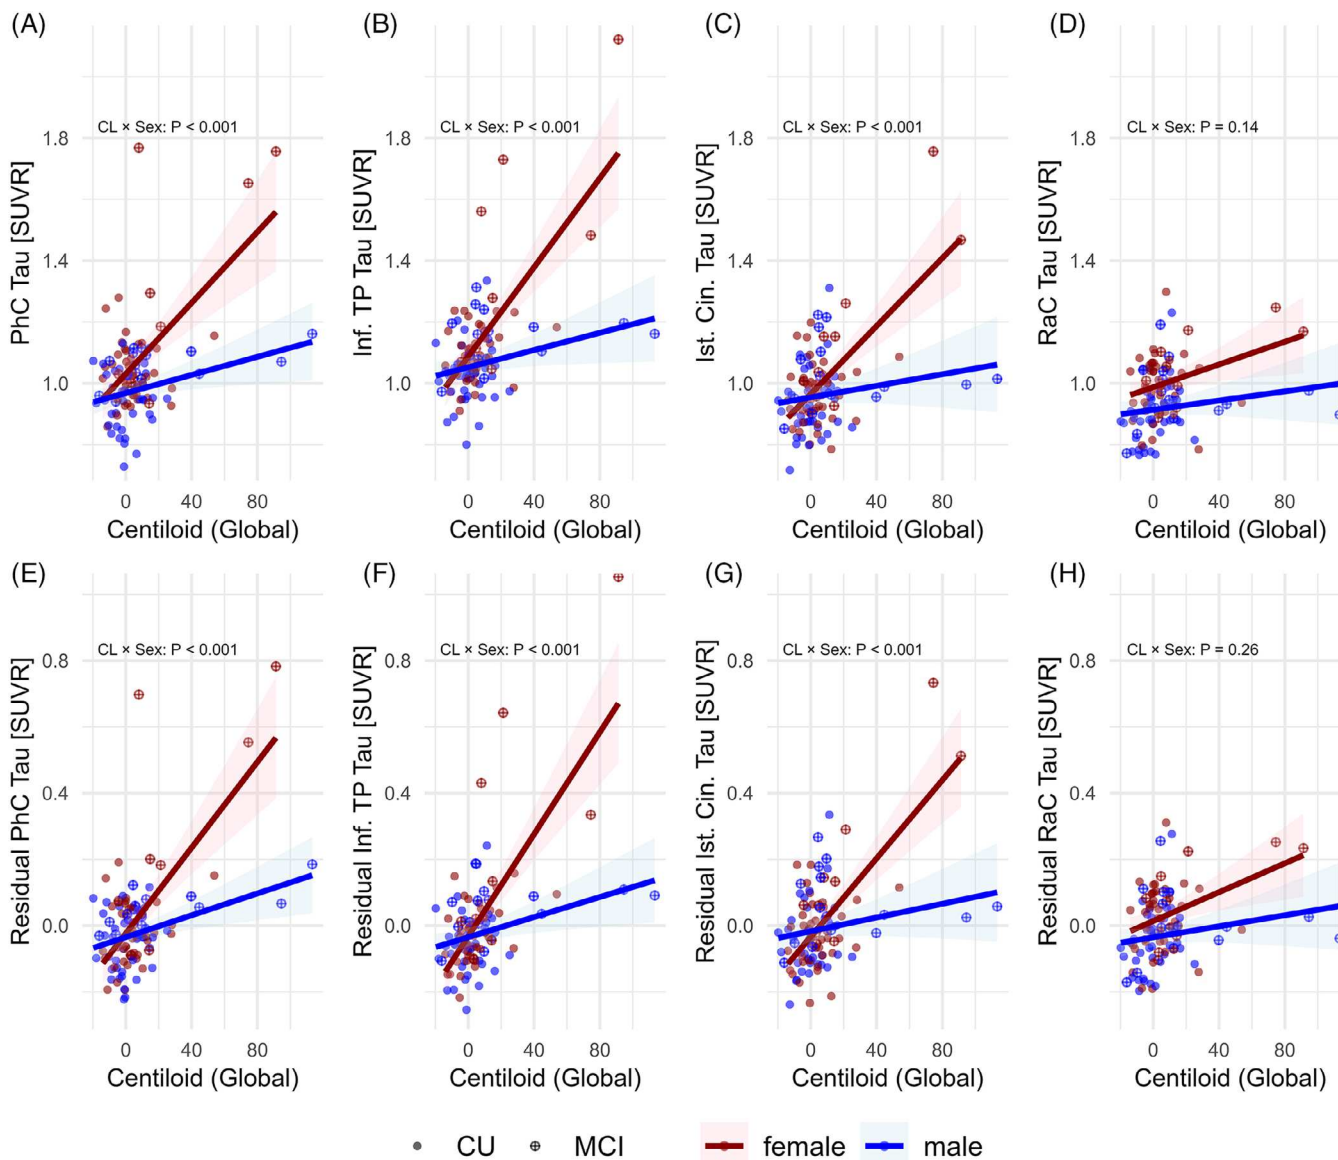 (A)
(B)
(C)
(D)
CL × Sex: P < 0.001
CL × Sex: P < 0.001
CL × Sex: P < 0.001
CL × Sex: P = 0.14
PhC Tau [SUVR]
1.8
1.4
1.0
Inf. TP Tau [SUVR]
1.8
1.4
1.0
Ist. Cin. Tau [SUVR]
1.8
1.4
1.0
RaC Tau [SUVR]
1.8
1.4
1.0
0 40 80
0 40 80
0 40 80
0 40 80
Centiloid (Global)
Centiloid (Global)
Centiloid (Global)
Centiloid (Global)
(E)
(F)
(G)
(H)
CL × Sex: P < 0.001
CL × Sex: P < 0.001
CL × Sex: P < 0.001
CL × Sex: P = 0.26
Residual PhC Tau [SUVR]
0.8
0.4
0.0
Residual Inf. TP Tau [SUVR]
0.8
0.4
0.0
Residual Ist. Cin. Tau [SUVR]
0.8
0.4
0.0
Residual RaC Tau [SUVR]
0.8
0.4
0.0
0 40 80
0 40 80
0 40 80
0 40 80
Centiloid (Global)
Centiloid (Global)
Centiloid (Global)
Centiloid (Global)
CU MCI female male